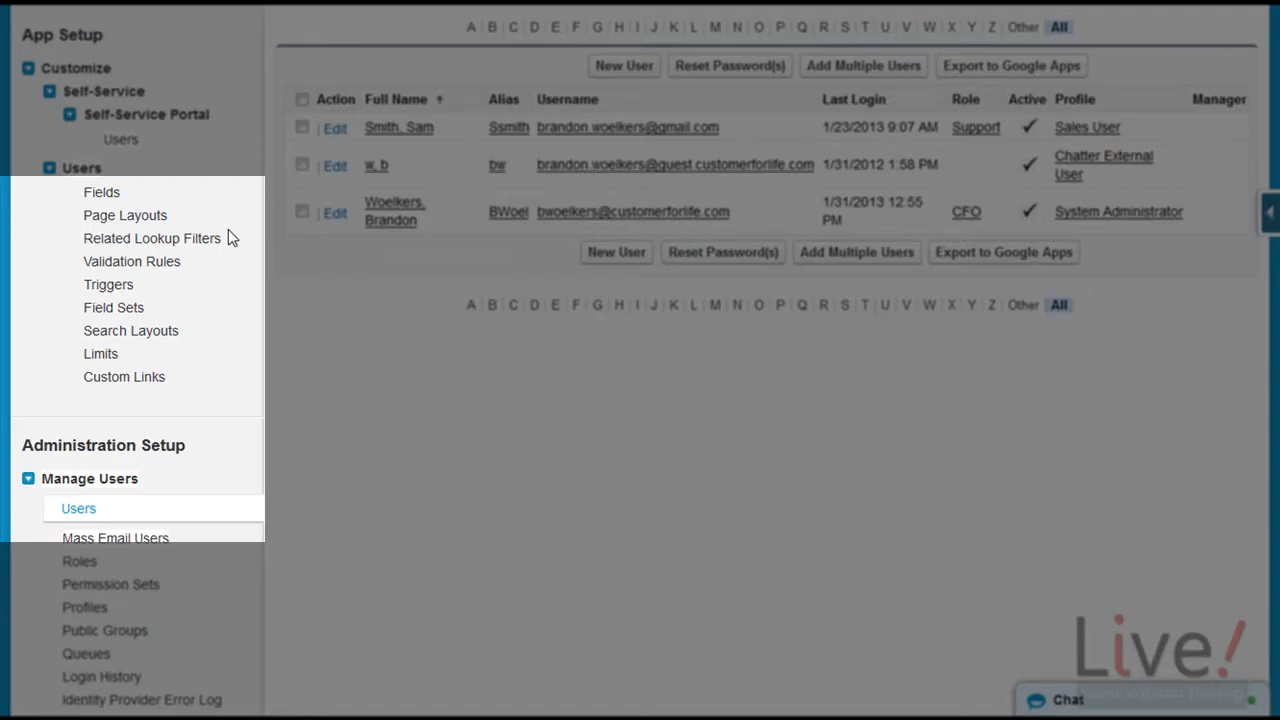 App Setup
Customize
Self-Service
Self-Service Portal
Users
Users
Fields
Page Layouts
Related Lookup Filters
Validation Rules
Triggers
Field Sets
Search Layouts
Limits
Custom Links
Administration Setup
Manage Users
Users
Mass Email Users
Roles
Permission Sets
Profiles
Public Groups
Queues
Login History
Identity Provider Error Log
A | B | C | D | E | F | G | H | I | J | K | L | M | N | O | P | Q | R | S | T | U | V | W | X | Y | Z | Other | All
New User Reset Password(s) Add Multiple Users Export to Google Apps
Action Full Name Alias Username Last Login Role Active Profile Manager
| Edit Smith, Sam Ssmith brandon.woelkers@gmail.com 1/23/2013 9:07 AM Support Sales User
| Edit w, b bw brandon.woelkers@guest.customerforlife.com 1/31/2012 1:58 PM Chatter External
User
| Edit Woelkers, Brandon BWoel bwoelkers@customerforlife.com 1/31/2013 12:55 PM CFO System Administrator
New User Reset Password(s) Add Multiple Users Export to Google Apps
A | B | C | D | E | F | G | H | I | J | K | L | M | N | O | P | Q | R | S | T | U | V | W | X | Y | Z | Other | All
Live!
Chat